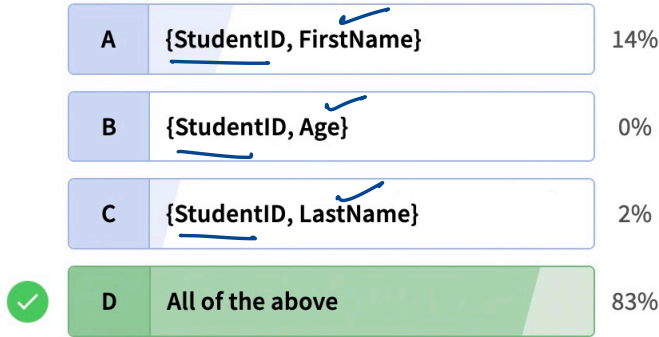 A {StudentID, FirstName} 14%
B {StudentID, Age} 0%
C {StudentID, LastName} 2%
D All of the above 83%